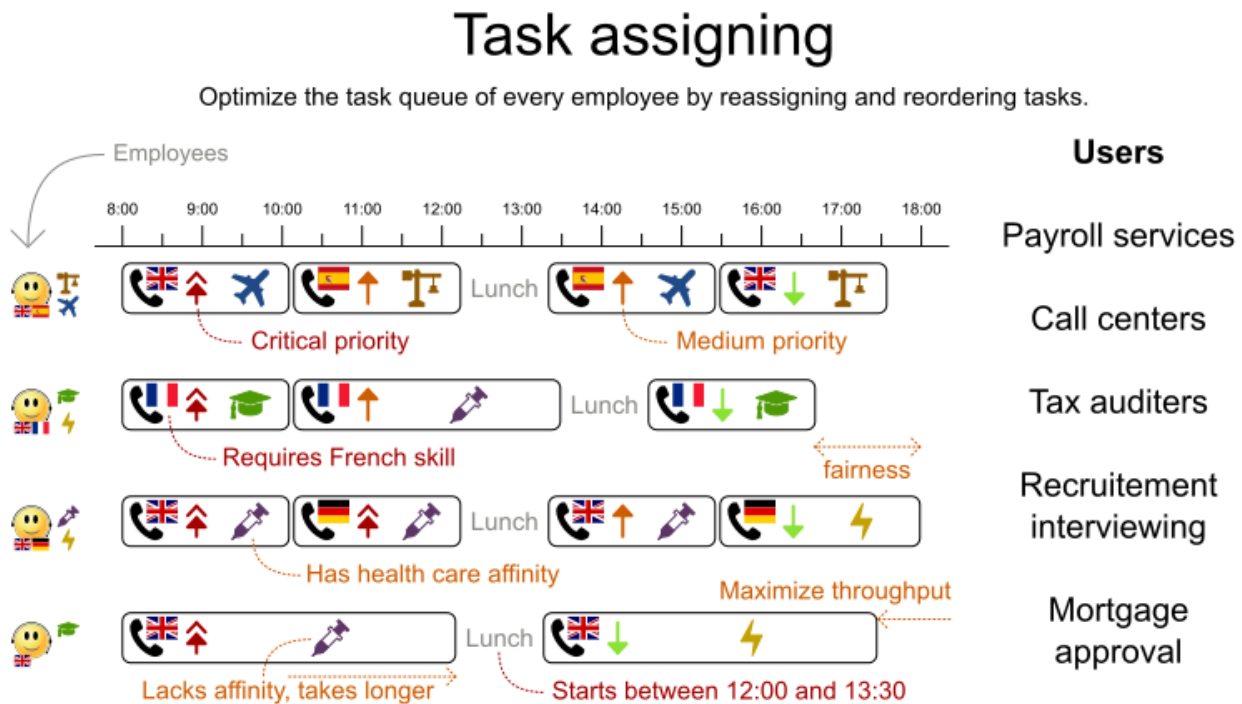 Task assigning
Optimize the task queue of every employee by reassigning and reordering tasks.
Employees
Users
8:00 9:00 10:00 11:00 12:00 13:00 14:00 15:00 16:00 17:00 18:00
Payroll services
Lunch
Call centers
Critical priority
Medium priority
Lunch
Tax auditers
Requires French skill
fairness
Recruitement
interviewing
Lunch
Has health care affinity
Maximize throughput
Mortgage
approval
Lunch
Lacks affinity, takes longer
Starts between 12:00 and 13:30